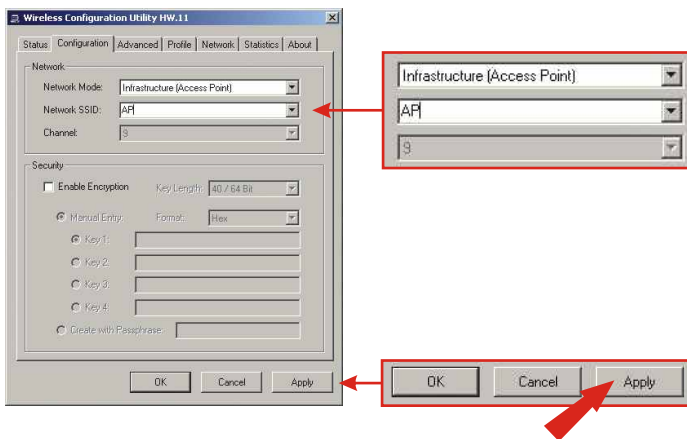 Wireless Configuration Utility HW.11
Status Configuration Advanced Profile Network Statistics About
Network
Network Mode: Infrastructure (Access Point)
Network SSID: AP
Channel: 9
Security
Enable Encryption Key Length: 40 / 64 Bit
Manual Entry: Format: Hex
Key 1:
Key 2:
Key 3:
Key 4:
Create with Passphrase:
OK Cancel Apply
Infrastructure (Access Point)
AP
9
OK Cancel Apply